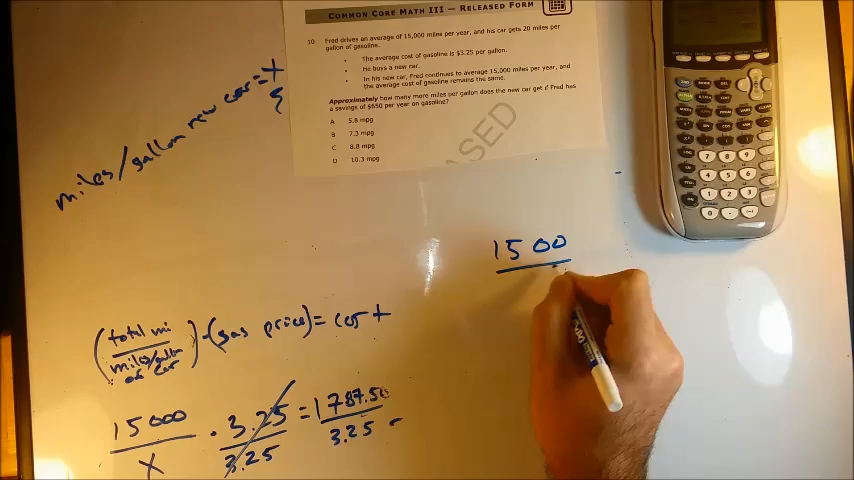 COMMON CORE MATH III — RELEASED FORM
10 Fred drives an average of 15,000 miles per year, and his car gets 20 miles per
gallon of gasoline.
• The average cost of gasoline is $3.25 per gallon.
• He buys a new car.
• In his new car, Fred continues to average 15,000 miles per year, and
the average cost of gasoline remains the same.
Approximately how many more miles per gallon does the new car get if Fred has
a savings of $650 per year on gasoline?
A 5.8 mpg
B 7.3 mpg
C 8.8 mpg
D 10.3 mpg
ASED
miles/gallon new car = x
1500
(total mi / miles/gallon of car) · (gas price) = cost
15000 / x · 3.25 / 3.25 = 1787.50 / 3.25